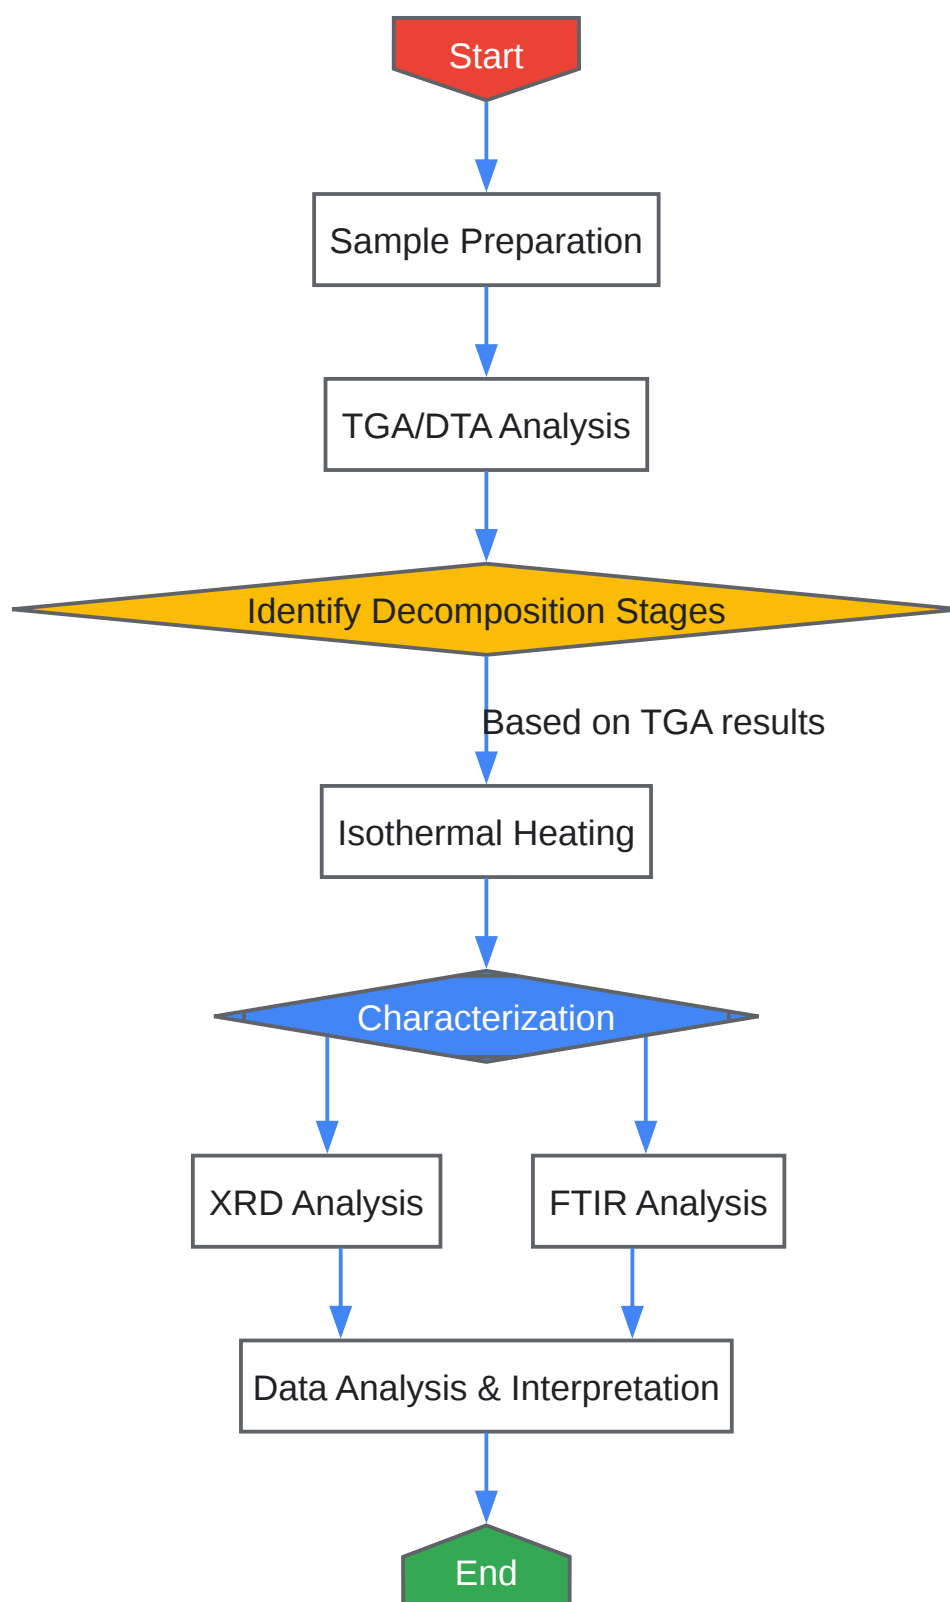 Start
Sample Preparation
TGA/DTA Analysis
Identify Decomposition Stages
Based on TGA results
Isothermal Heating
Characterization
XRD Analysis
FTIR Analysis
Data Analysis & Interpretation
End